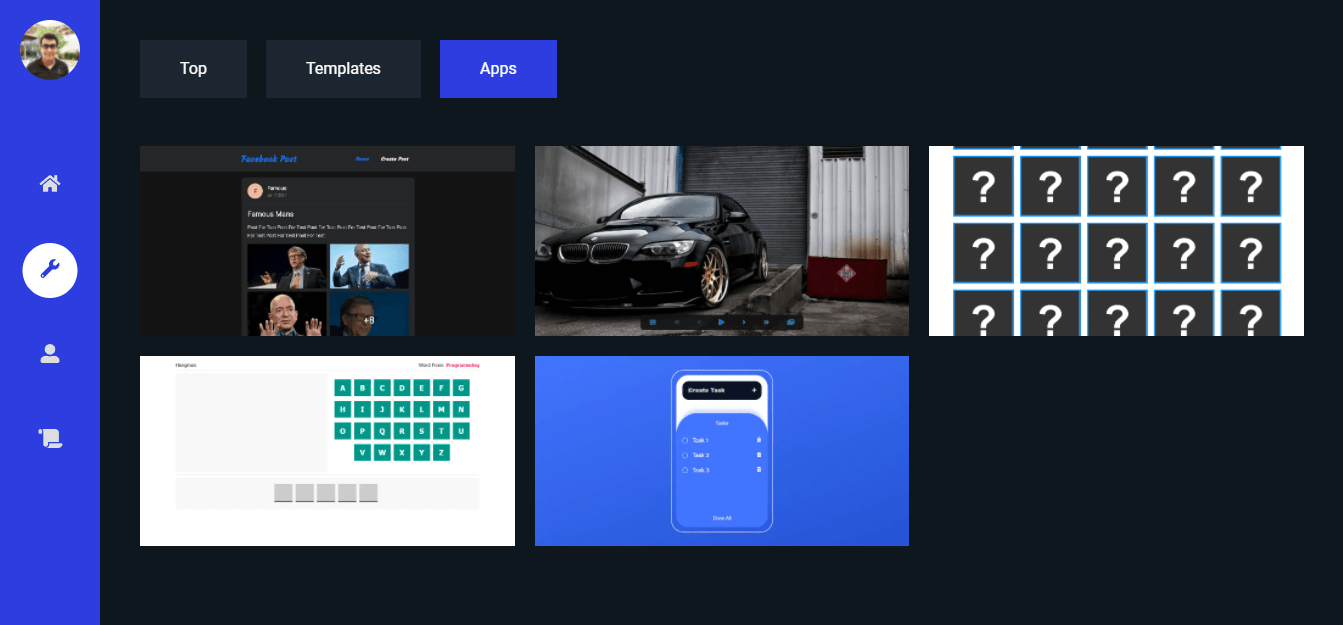 Top
Templates
Apps
Facebook Post
Home
Create Post
F
Famous
Famous Mans
Post For Test Post For Test Post For Test Post For Test Post For Test Post
For Test Post For Test Post For Test
+8
? ? ? ? ?
? ? ? ? ?
? ? ? ? ?
Hangman
Word From: Programming
A B C D E F G
H I J K L M N
O P Q R S T U
V W X Y Z
Create Task +
Tasks
Task 1
Task 2
Task 3
Done All